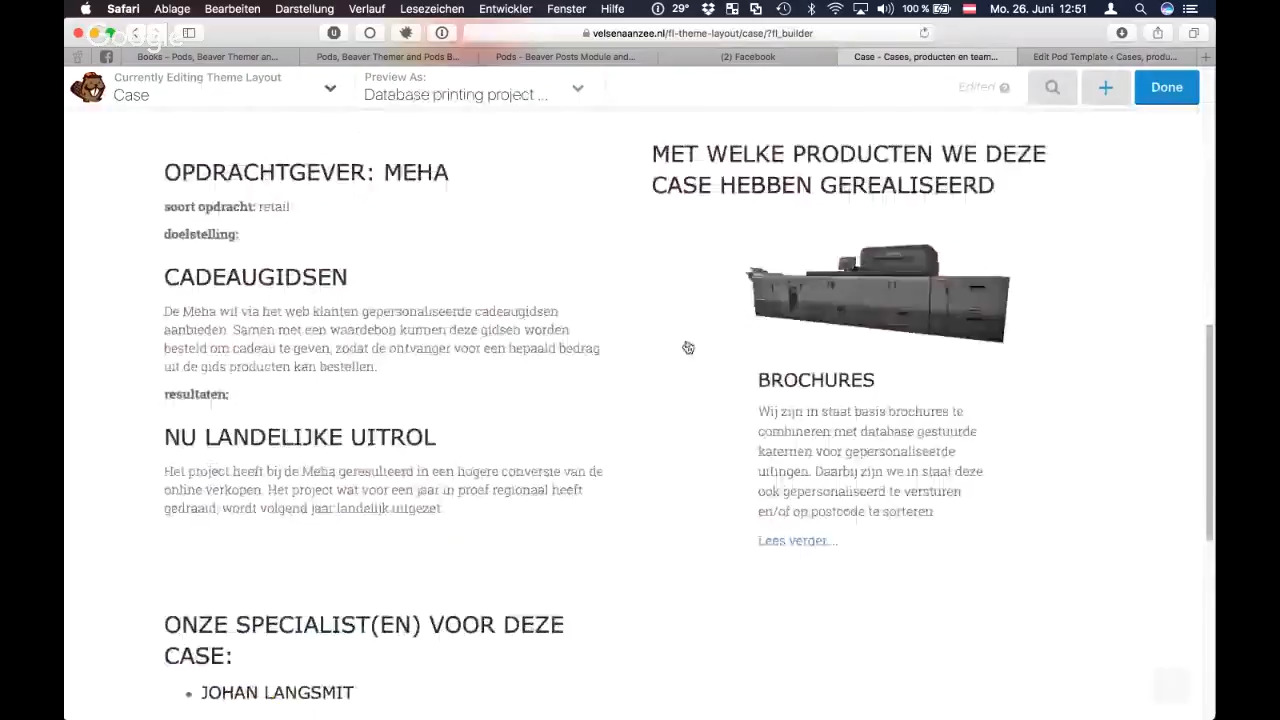 Safari Ablage Bearbeiten Darstellung Verlauf Lesezeichen Entwickler Fenster Hilfe 29° 100 % Mo. 26. Juni 12:51
Google
velsenaanzee.nl/fl-theme-layout/case/?fl_builder
Books – Pods, Beaver Themer an... Pods, Beaver Themer and Pods B... Pods - Beaver Posts Module and... (2) Facebook Case - Cases, producten en team... Edit Pod Template ‹ Cases, produ...
Currently Editing Theme Layout
Case
Preview As:
Database printing project ...
Edited
Done
OPDRACHTGEVER: MEHA
soort opdracht: retail
doelstelling:
CADEAUGIDSEN
De Meha wil via het web klanten gepersonaliseerde cadeaugidsen
aanbieden. Samen met een waardebon kunnen deze gidsen worden
besteld om cadeau te geven, zodat de ontvanger voor een bepaald bedrag
uit de gids producten kan bestellen.
resultaten:
NU LANDELIJKE UITROL
Het project heeft bij de Meha geresulteerd in een hogere conversie van de
online verkopen. Het project wat voor een jaar in proef regionaal heeft
gedraaid, wordt volgend jaar landelijk uitgezet
ONZE SPECIALIST(EN) VOOR DEZE
CASE:
• JOHAN LANGSMIT
MET WELKE PRODUCTEN WE DEZE
CASE HEBBEN GEREALISEERD
BROCHURES
Wij zijn in staat basis brochures te
combineren met database gestuurde
katernen voor gepersonaliseerde
uitingen. Daarbij zijn we in staat deze
ook gepersonaliseerd te versturen
en/of op postcode te sorteren
Lees verder...